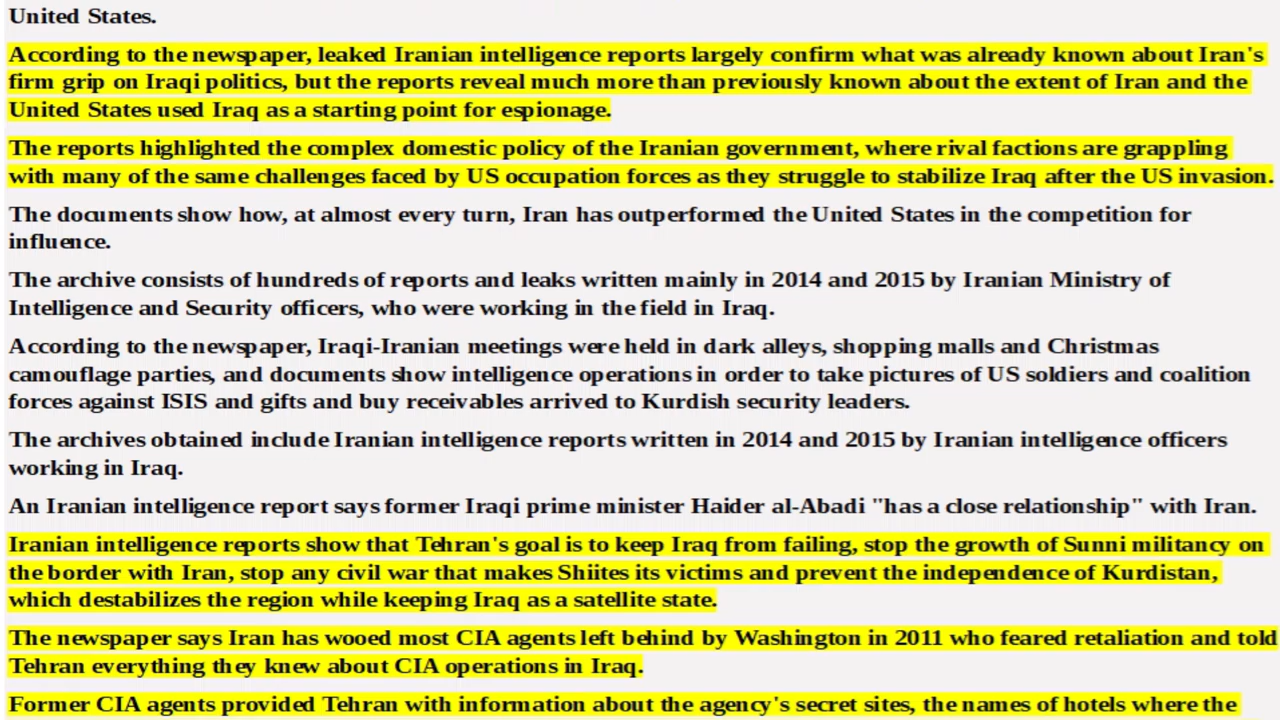 United States.
According to the newspaper, leaked Iranian intelligence reports largely confirm what was already known about Iran's
firm grip on Iraqi politics, but the reports reveal much more than previously known about the extent of Iran and the
United States used Iraq as a starting point for espionage.
The reports highlighted the complex domestic policy of the Iranian government, where rival factions are grappling
with many of the same challenges faced by US occupation forces as they struggle to stabilize Iraq after the US invasion.
The documents show how, at almost every turn, Iran has outperformed the United States in the competition for
influence.
The archive consists of hundreds of reports and leaks written mainly in 2014 and 2015 by Iranian Ministry of
Intelligence and Security officers, who were working in the field in Iraq.
According to the newspaper, Iraqi-Iranian meetings were held in dark alleys, shopping malls and Christmas
camouflage parties, and documents show intelligence operations in order to take pictures of US soldiers and coalition
forces against ISIS and gifts and buy receivables arrived to Kurdish security leaders.
The archives obtained include Iranian intelligence reports written in 2014 and 2015 by Iranian intelligence officers
working in Iraq.
An Iranian intelligence report says former Iraqi prime minister Haider al-Abadi "has a close relationship" with Iran.
Iranian intelligence reports show that Tehran's goal is to keep Iraq from failing, stop the growth of Sunni militancy on
the border with Iran, stop any civil war that makes Shiites its victims and prevent the independence of Kurdistan,
which destabilizes the region while keeping Iraq as a satellite state.
The newspaper says Iran has wooed most CIA agents left behind by Washington in 2011 who feared retaliation and told
Tehran everything they knew about CIA operations in Iraq.
Former CIA agents provided Tehran with information about the agency's secret sites, the names of hotels where the